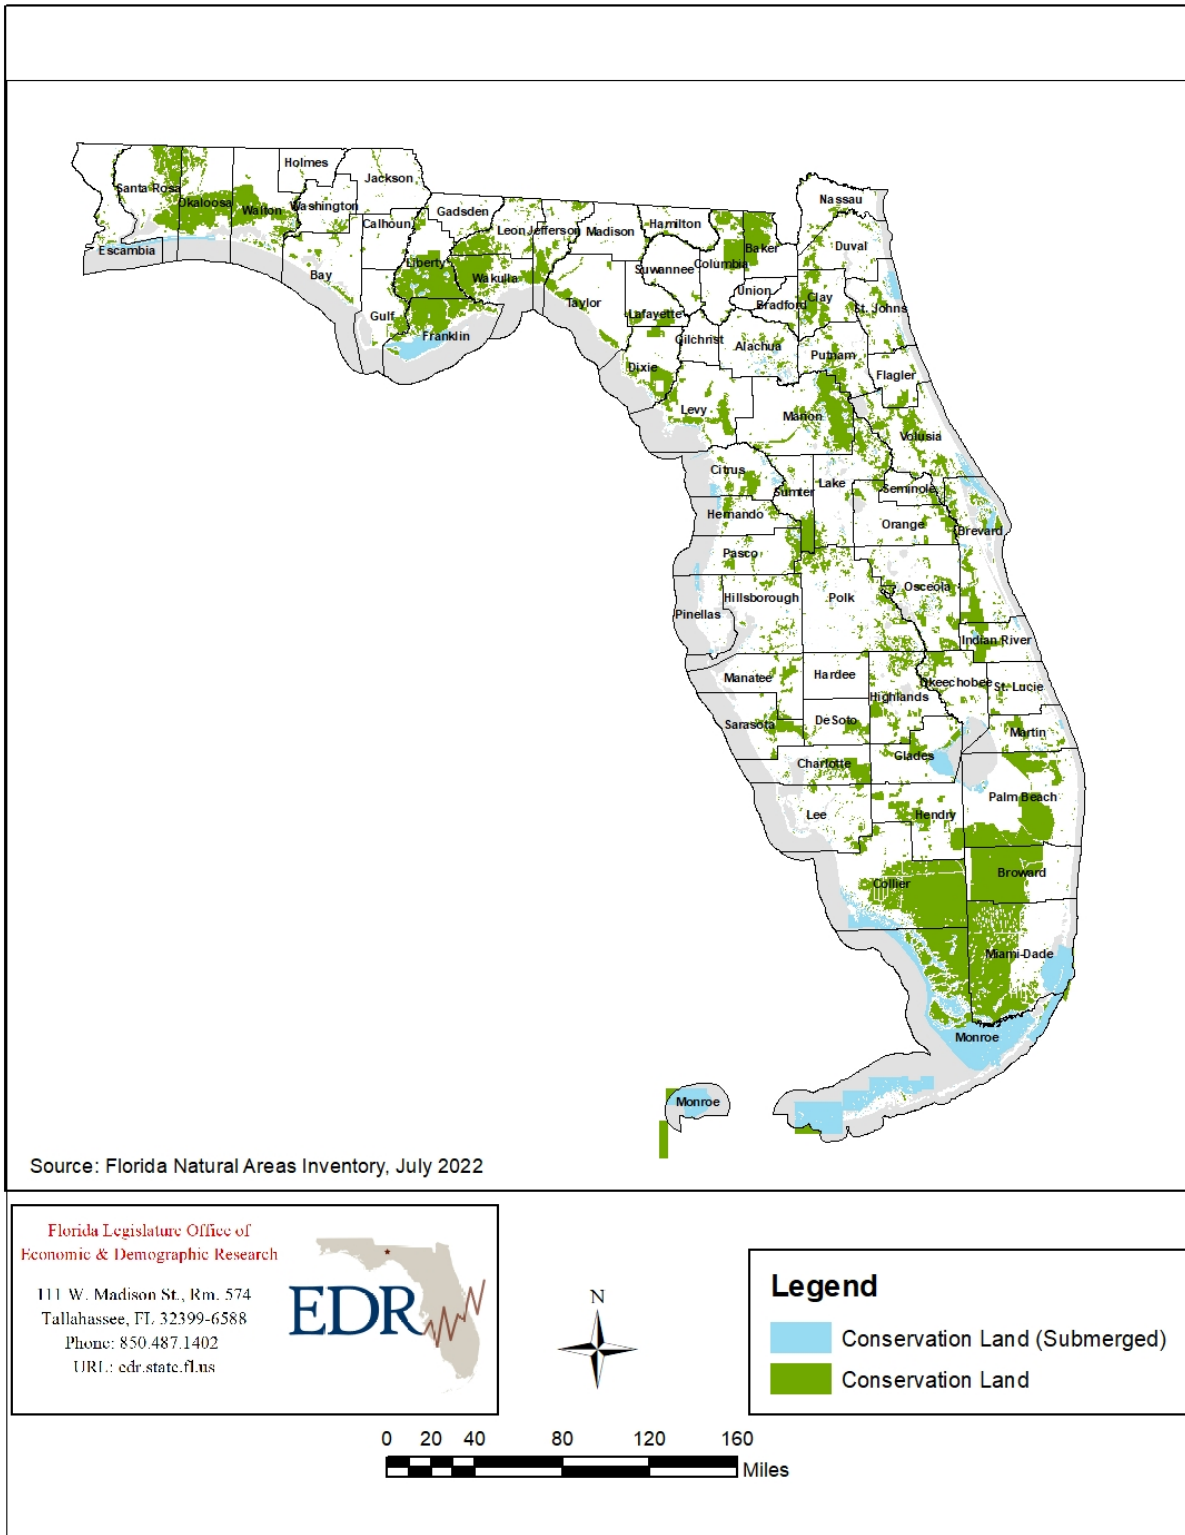 Holmes
Jackson
Santa Rosa
Okaloosa
Walton
Washington
Nassau
Gadsden
Calhoun
Leon
Jefferson
Madison
Hamilton
Escambia
Bay
Liberty
Wakulla
Suwannee
Columbia
Baker
Duval
Union
Bradford
Clay
St. Johns
Taylor
Lafayette
Gulf
Franklin
Gilchrist
Alachua
Putnam
Dixie
Flagler
Levy
Marion
Volusia
Citrus
Sumter
Lake
Seminole
Hernando
Orange
Brevard
Pasco
Hillsborough
Polk
Osceola
Pinellas
Indian River
Manatee
Hardee
Highlands
Okeechobee
St. Lucie
Sarasota
DeSoto
Martin
Charlotte
Glades
Palm Beach
Lee
Hendry
Collier
Broward
Miami-Dade
Monroe
Monroe
Source: Florida Natural Areas Inventory, July 2022
Florida Legislature Office of
Economic & Demographic Research
111 W. Madison St., Rm. 574
Tallahassee, FL 32399-6588
Phone: 850.487.1402
URL: edr.state.fl.us
EDR
N
Legend
Conservation Land (Submerged)
Conservation Land
0 20 40 80 120 160
Miles